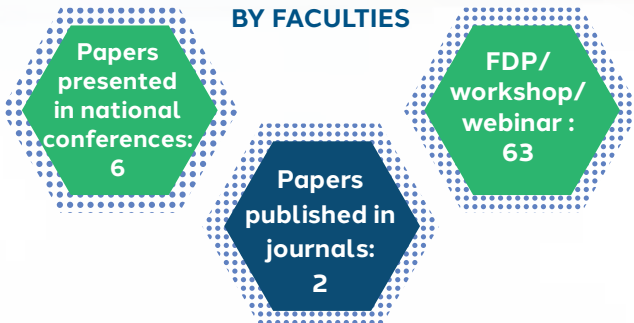 BY FACULTIES
Papers
presented
in national
conferences:
6
FDP/
workshop/
webinar :
63
Papers
published in
journals:
2